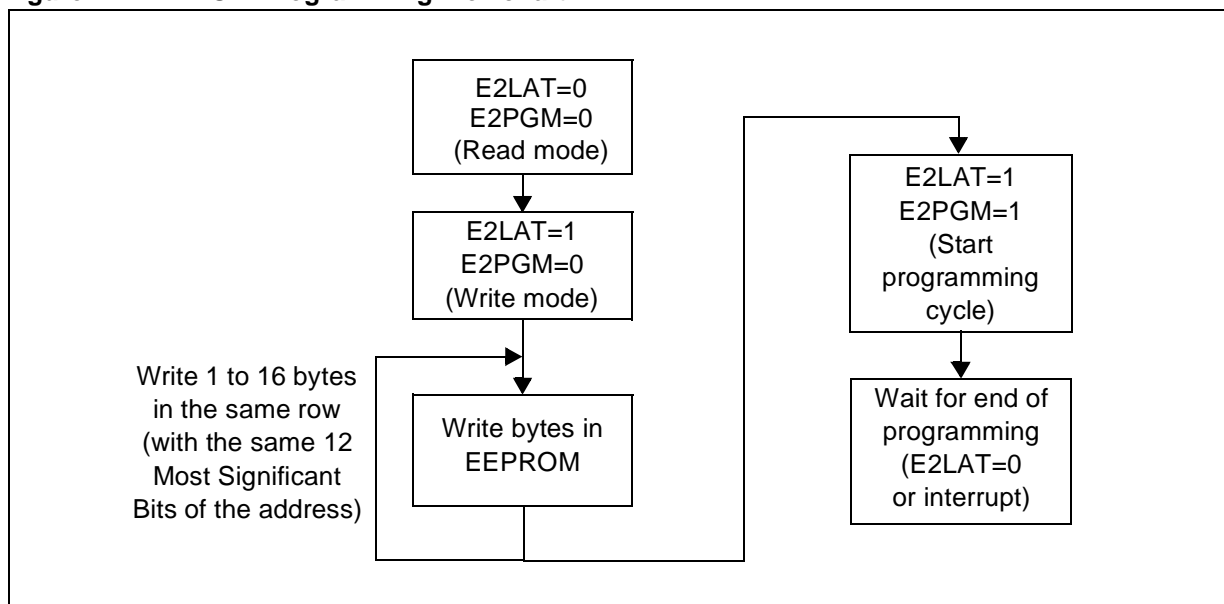 E2LAT=0
E2PGM=0
(Read mode)
E2LAT=1
E2PGM=0
(Write mode)
Write 1 to 16 bytes
in the same row
(with the same 12
Most Significant
Bits of the address)
Write bytes in
EEPROM
E2LAT=1
E2PGM=1
(Start
programming
cycle)
Wait for end of
programming
(E2LAT=0
or interrupt)